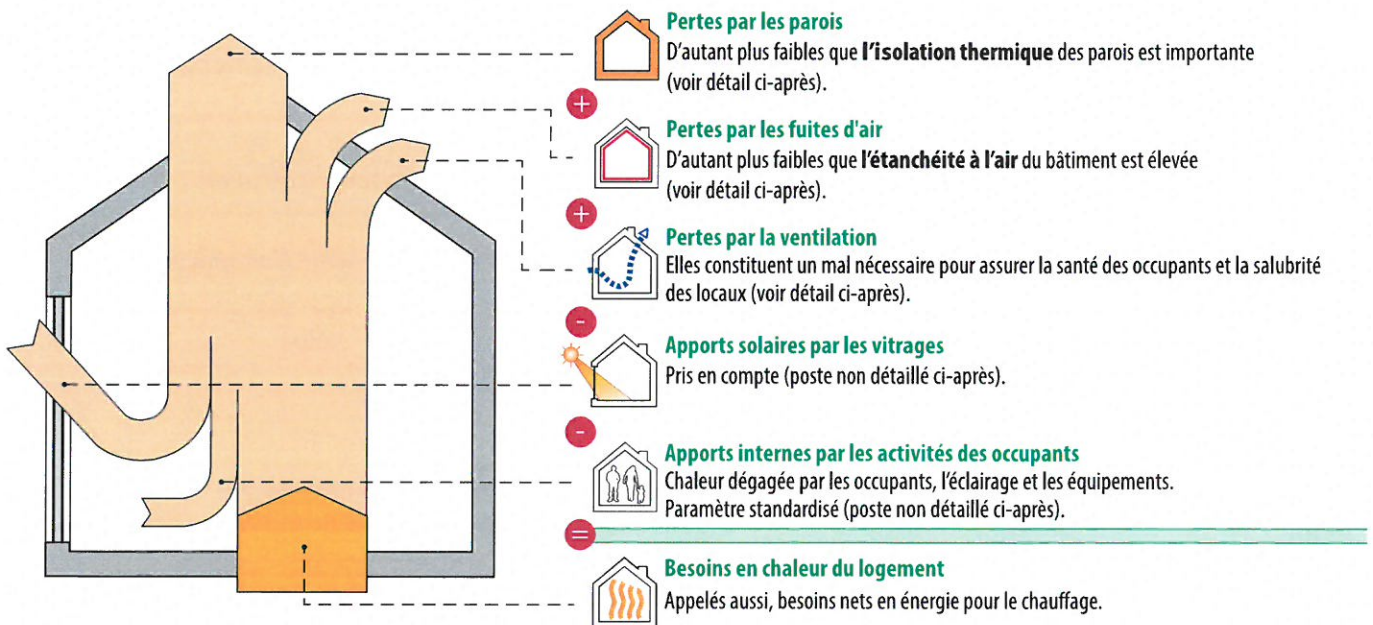 Pertes par les parois
D'autant plus faibles que l'isolation thermique des parois est importante
(voir détail ci-après).
+
Pertes par les fuites d'air
D'autant plus faibles que l'étanchéité à l'air du bâtiment est élevée
(voir détail ci-après).
+
Pertes par la ventilation
Elles constituent un mal nécessaire pour assurer la santé des occupants et la salubrité
des locaux (voir détail ci-après).
-
Apports solaires par les vitrages
Pris en compte (poste non détaillé ci-après).
-
Apports internes par les activités des occupants
Chaleur dégagée par les occupants, l'éclairage et les équipements.
Paramètre standardisé (poste non détaillé ci-après).
=
Besoins en chaleur du logement
Appelés aussi, besoins nets en énergie pour le chauffage.